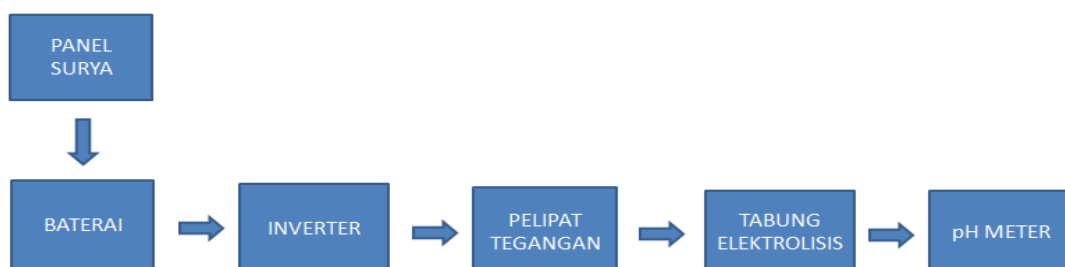 PANEL
SURYA
BATERAI
INVERTER
PELIPAT
TEGANGAN
TABUNG
ELEKTROLISIS
pH METER